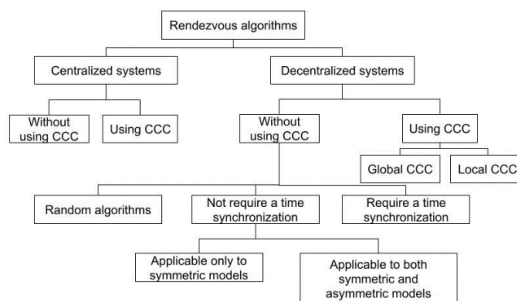 Rendezvous algorithms
Centralized systems
Decentralized systems
Without
using CCC
Using CCC
Without
using CCC
Using CCC
Global CCC
Local CCC
Random algorithms
Not require a time
synchronization
Require a time
synchronization
Applicable only to
symmetric models
Applicable to both
symmetric and
asymmetric models